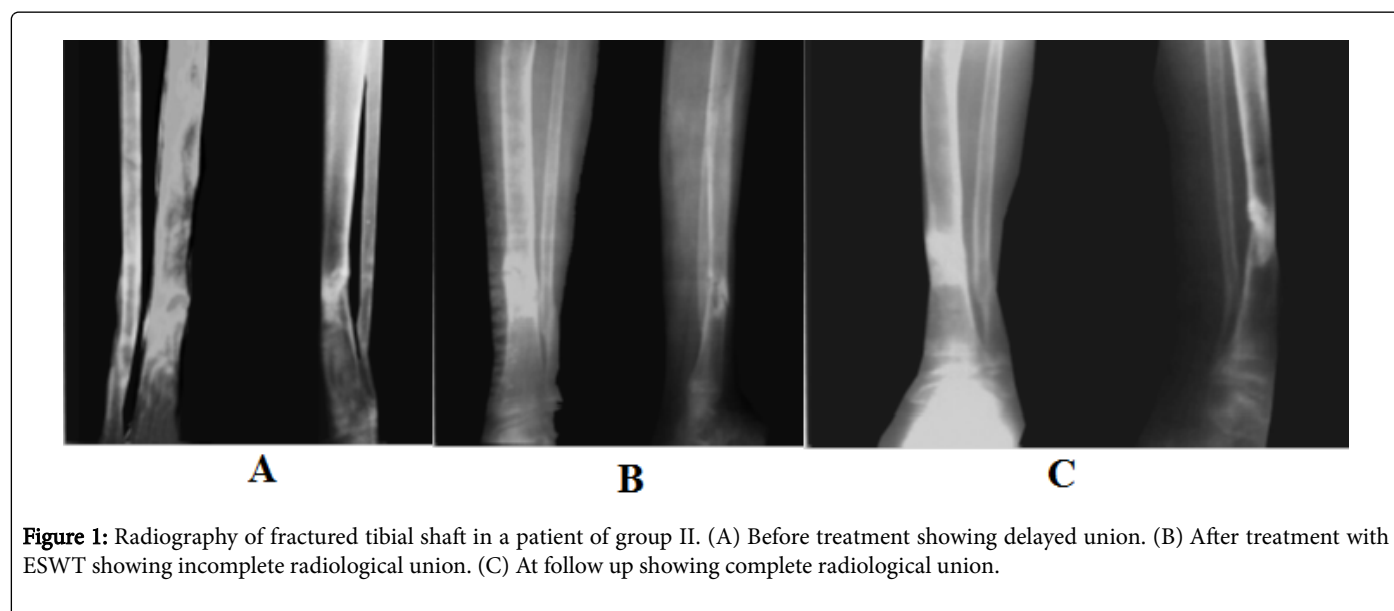 A
B
C
Figure 1: Radiography of fractured tibial shaft in a patient of group II. (A) Before treatment showing delayed union. (B) After treatment with
ESWT showing incomplete radiological union. (C) At follow up showing complete radiological union.